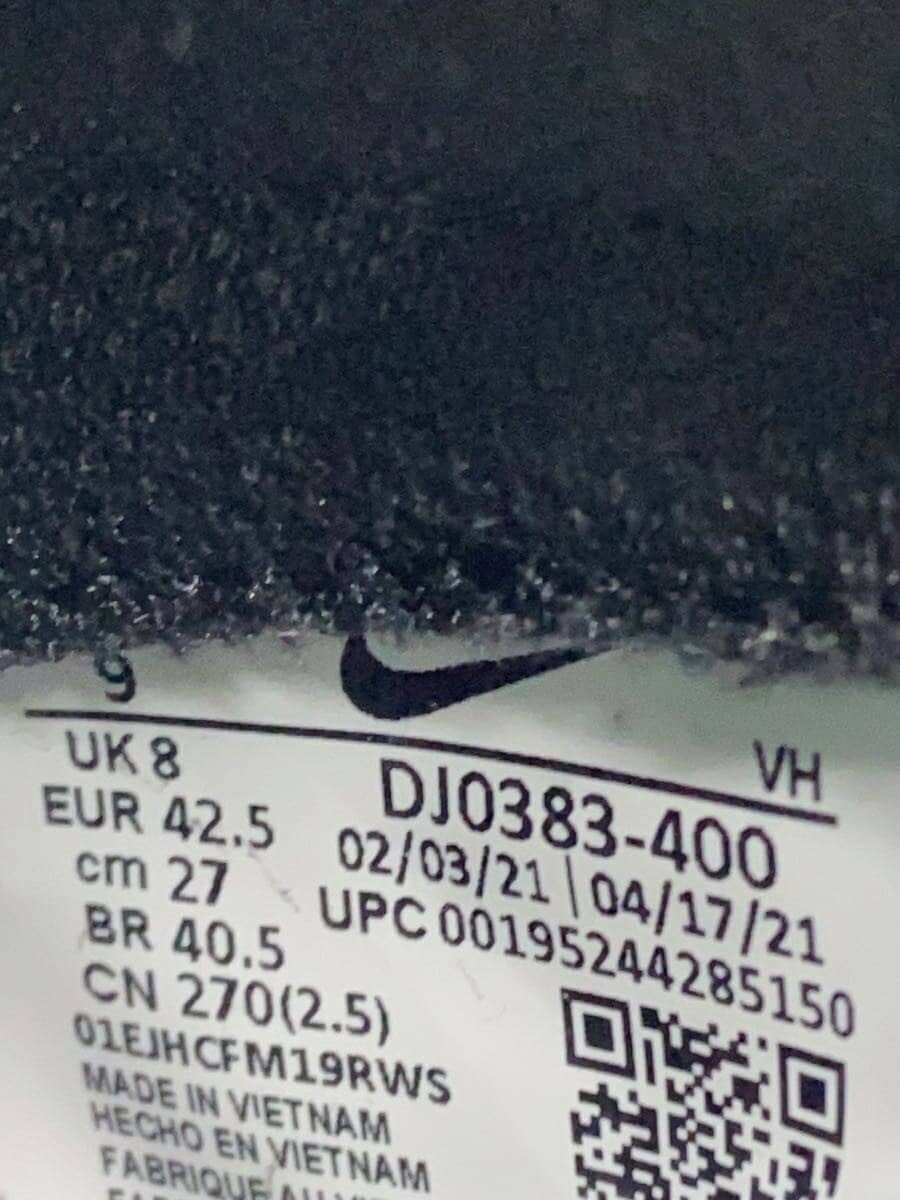 9
VH
UK 8
EUR 42.5
cm 27
BR 40.5
CN 270(2.5)
DJ0383-400
02/03/21 | 04/17/21
UPC 00195244285150
01EJHCFM19RWS
MADE IN VIETNAM
HECHO EN VIETNAM
FABRIQUE AU